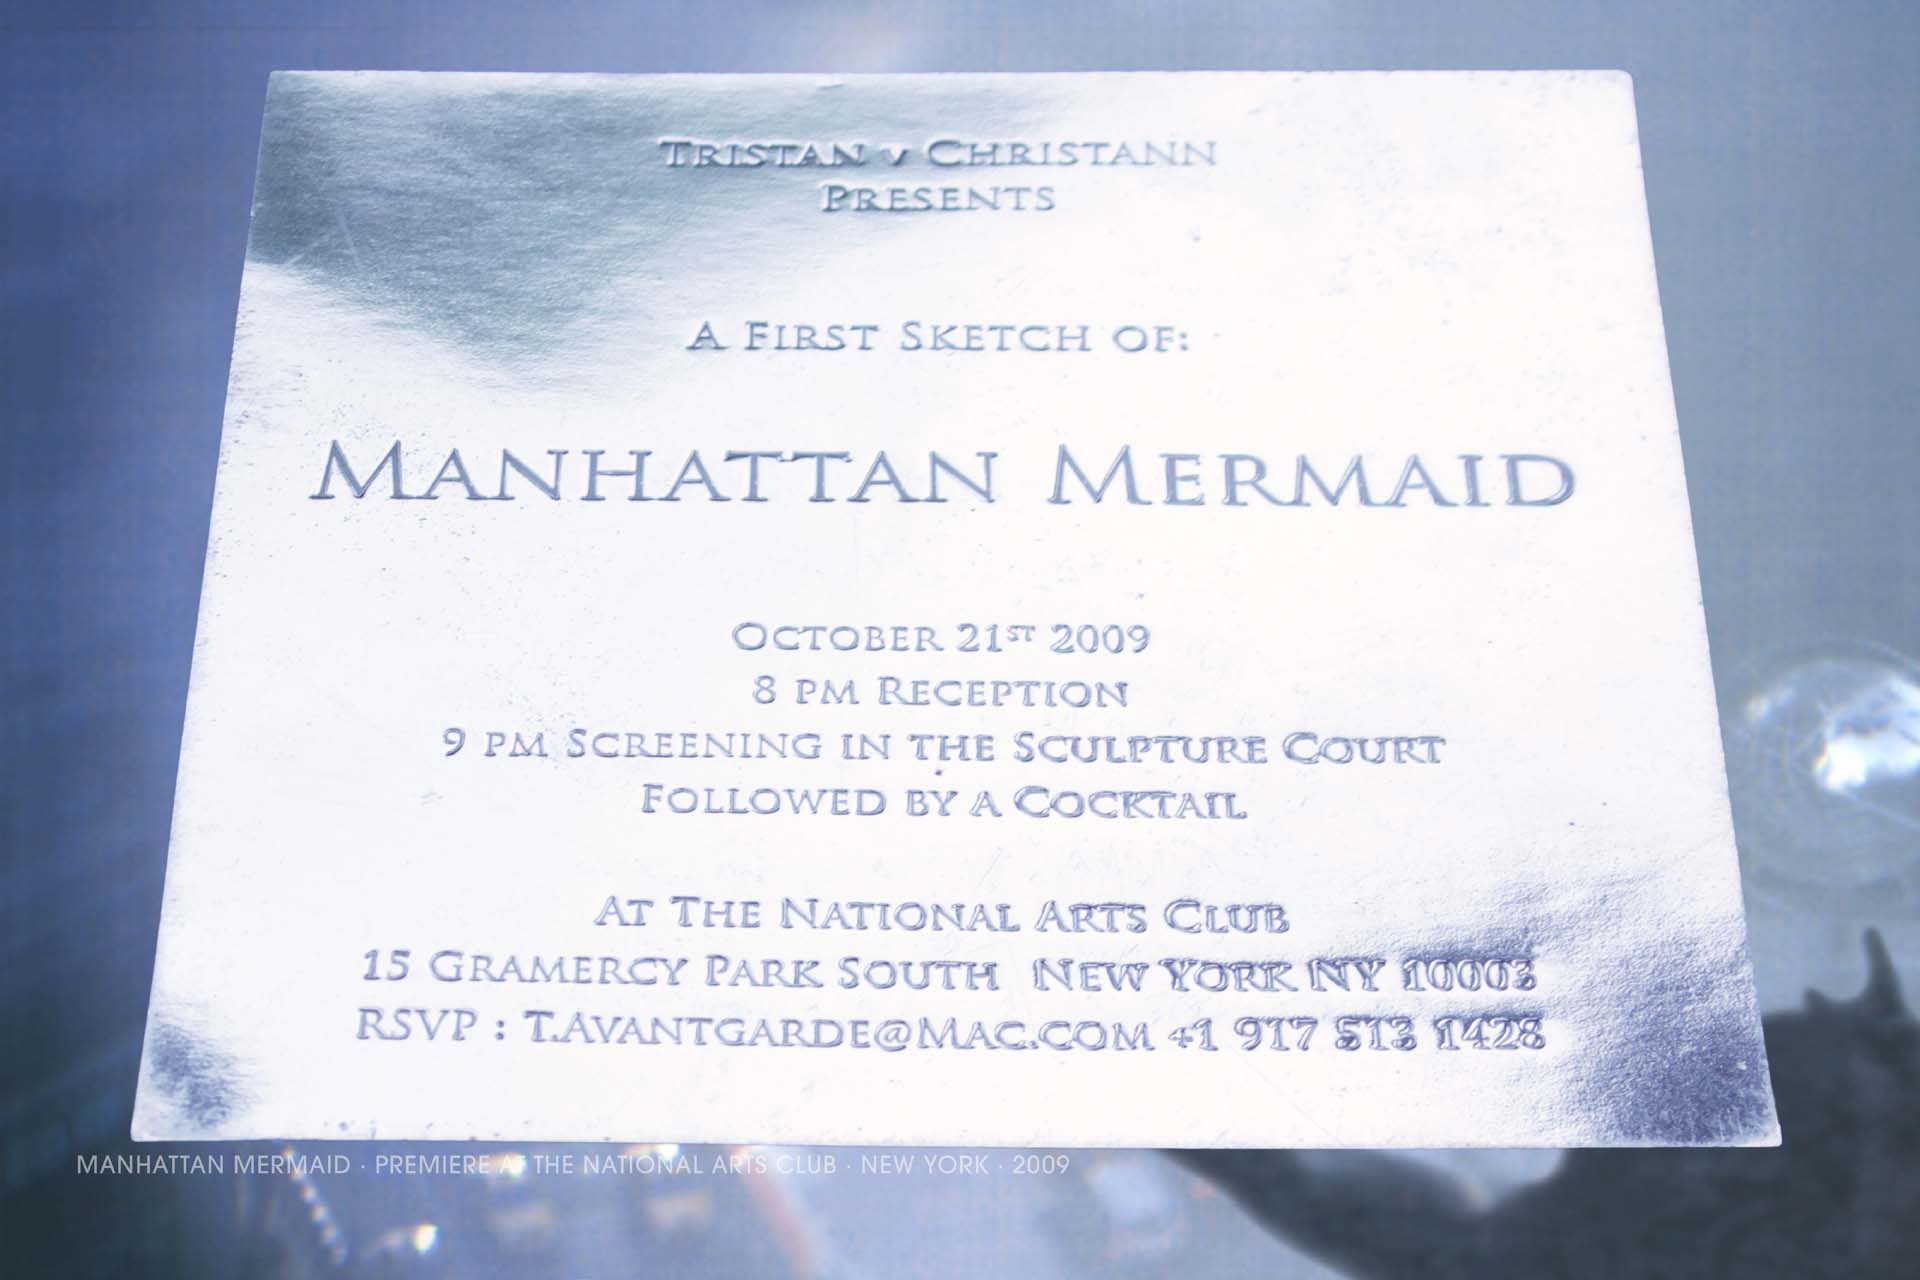 Tristan v Christann
Presents
A First Sketch of:
Manhattan Mermaid
October 21st 2009
8 pm Reception
9 pm Screening in the Sculpture Court
Followed by a Cocktail
At The National Arts Club
15 Gramercy Park South New York NY 10003
RSVP : T.Avantgarde@Mac.com +1 917 513 1428
MANHATTAN MERMAID · PREMIERE AT THE NATIONAL ARTS CLUB · NEW YORK · 2009